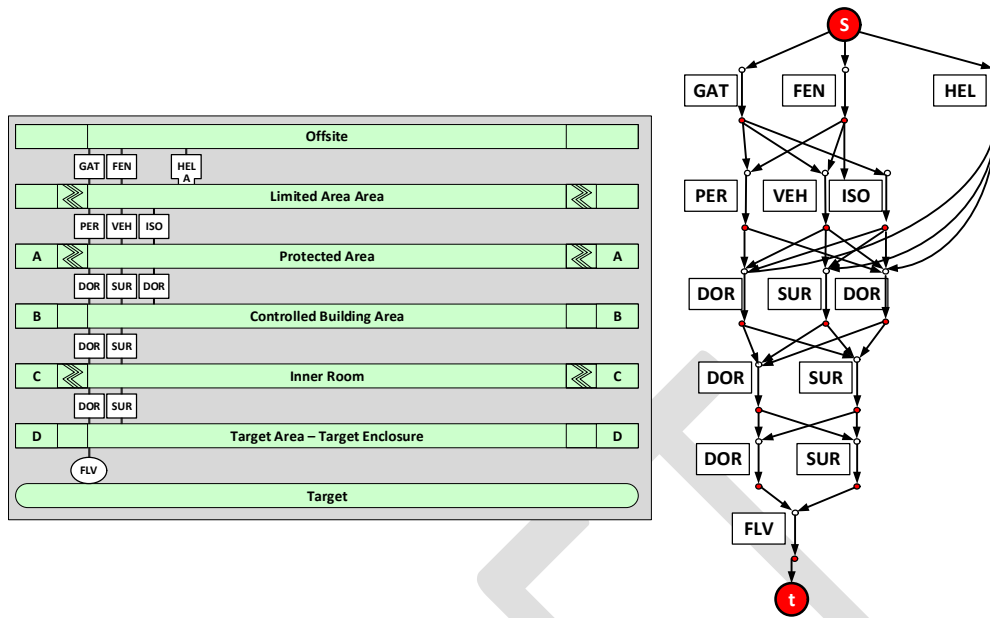 Offsite
GAT FEN HEL
A
Limited Area Area
PER VEH ISO
A Protected Area A
DOR SUR DOR
B Controlled Building Area B
DOR SUR
C Inner Room C
DOR SUR
D Target Area – Target Enclosure D
FLV
Target
S
GAT FEN HEL
PER VEH ISO
DOR SUR DOR
DOR SUR
DOR SUR
FLV
t